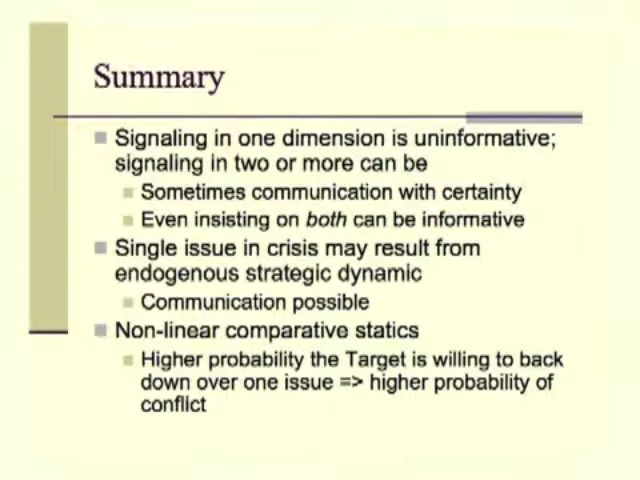 Summary
Signaling in one dimension is uninformative;
signaling in two or more can be
Sometimes communication with certainty
Even insisting on both can be informative
Single issue in crisis may result from
endogenous strategic dynamic
Communication possible
Non-linear comparative statics
Higher probability the Target is willing to back
down over one issue => higher probability of
conflict